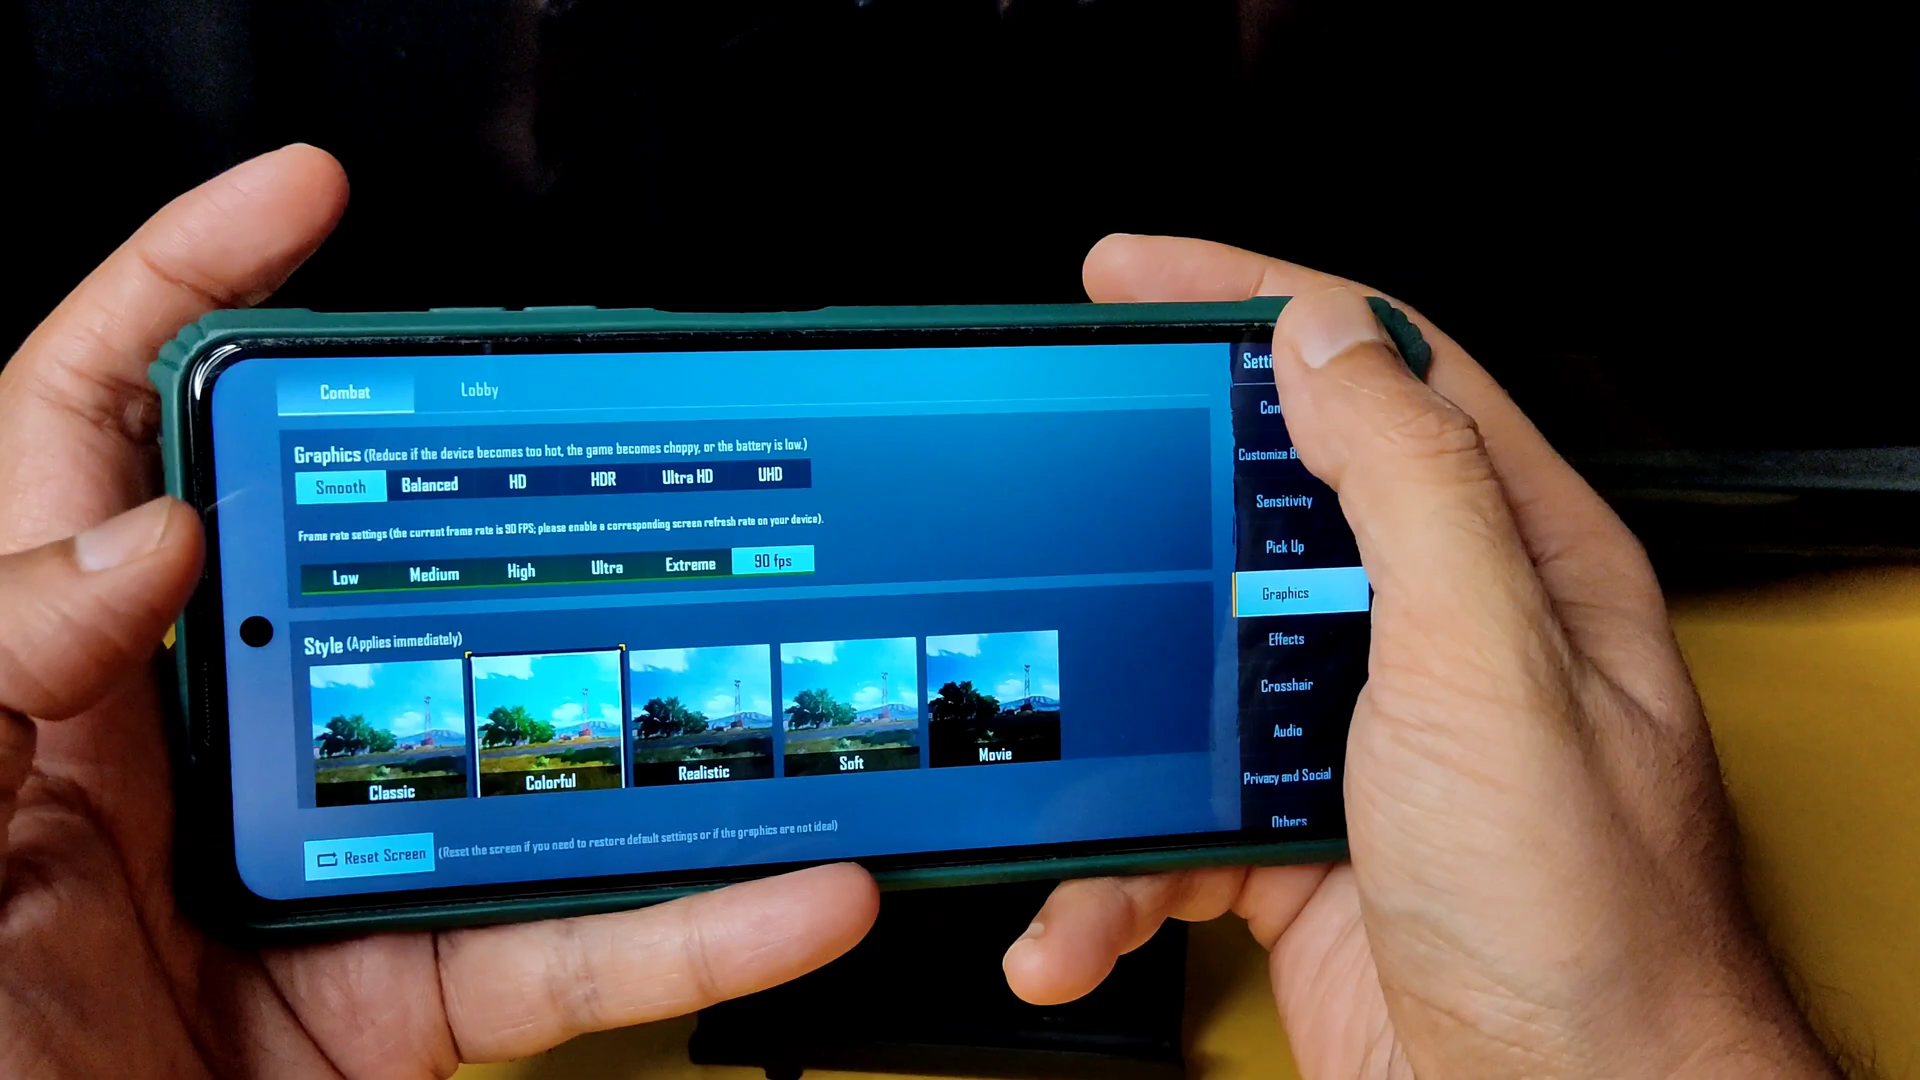 Combat Lobby
Graphics (Reduce if the device becomes too hot, the game becomes choppy, or the battery is low.)
Smooth Balanced HD HDR Ultra HD UHD
Frame rate settings (the current frame rate is 90 FPS; please enable a corresponding screen refresh rate on your device).
Low Medium High Ultra Extreme 90 fps
Style (Applies immediately)
Classic Colorful Realistic Soft Movie
Reset Screen (Reset the screen if you need to restore default settings or if the graphics are not ideal)
Customize
Sensitivity
Pick Up
Graphics
Effects
Crosshair
Audio
Privacy and Social
Others